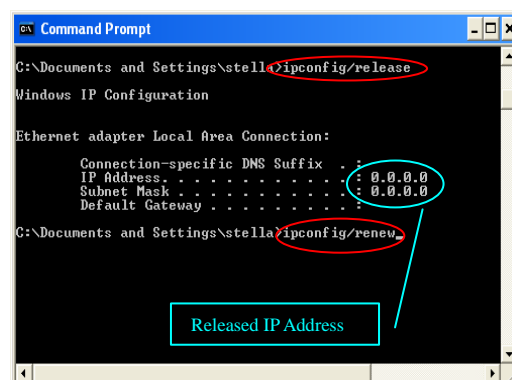 Command Prompt
C:\Documents and Settings\stella>ipconfig/release
Windows IP Configuration
Ethernet adapter Local Area Connection:
Connection-specific DNS Suffix . :
IP Address. . . . . . . . . . . . : 0.0.0.0
Subnet Mask . . . . . . . . . . . : 0.0.0.0
Default Gateway . . . . . . . . . :
C:\Documents and Settings\stella>ipconfig/renew_
Released IP Address